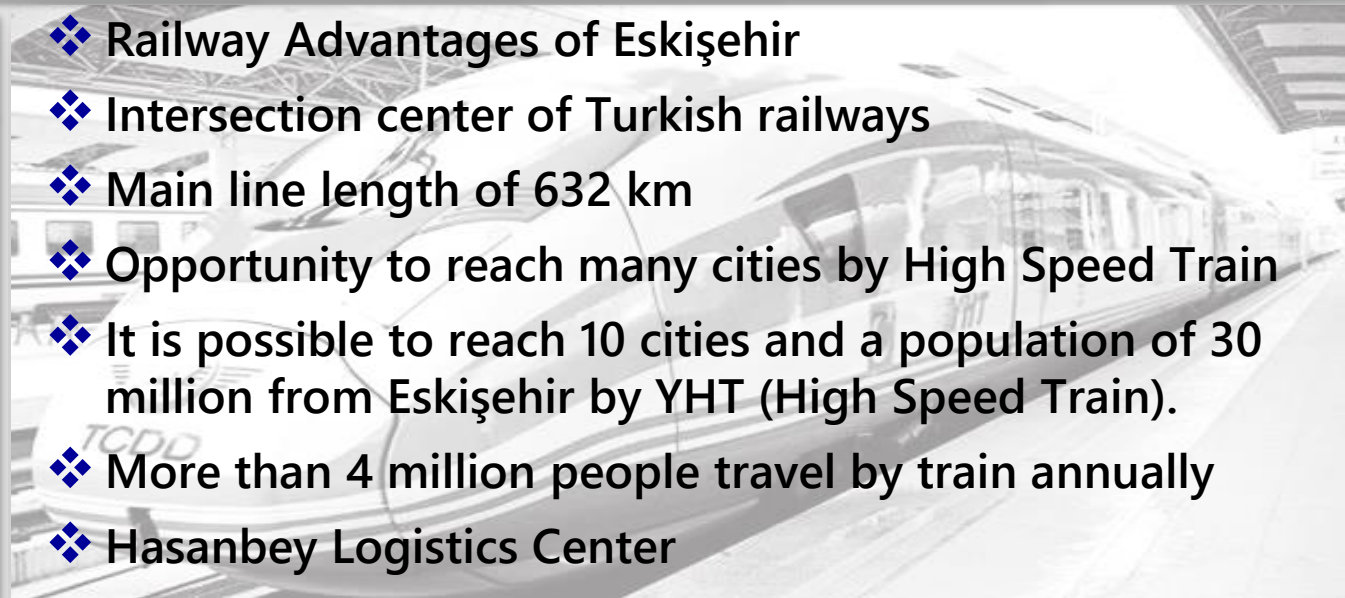 Railway Advantages of Eskişehir
Intersection center of Turkish railways
Main line length of 632 km
Opportunity to reach many cities by High Speed Train
It is possible to reach 10 cities and a population of 30
million from Eskişehir by YHT (High Speed Train).
TCDD
More than 4 million people travel by train annually
Hasanbey Logistics Center